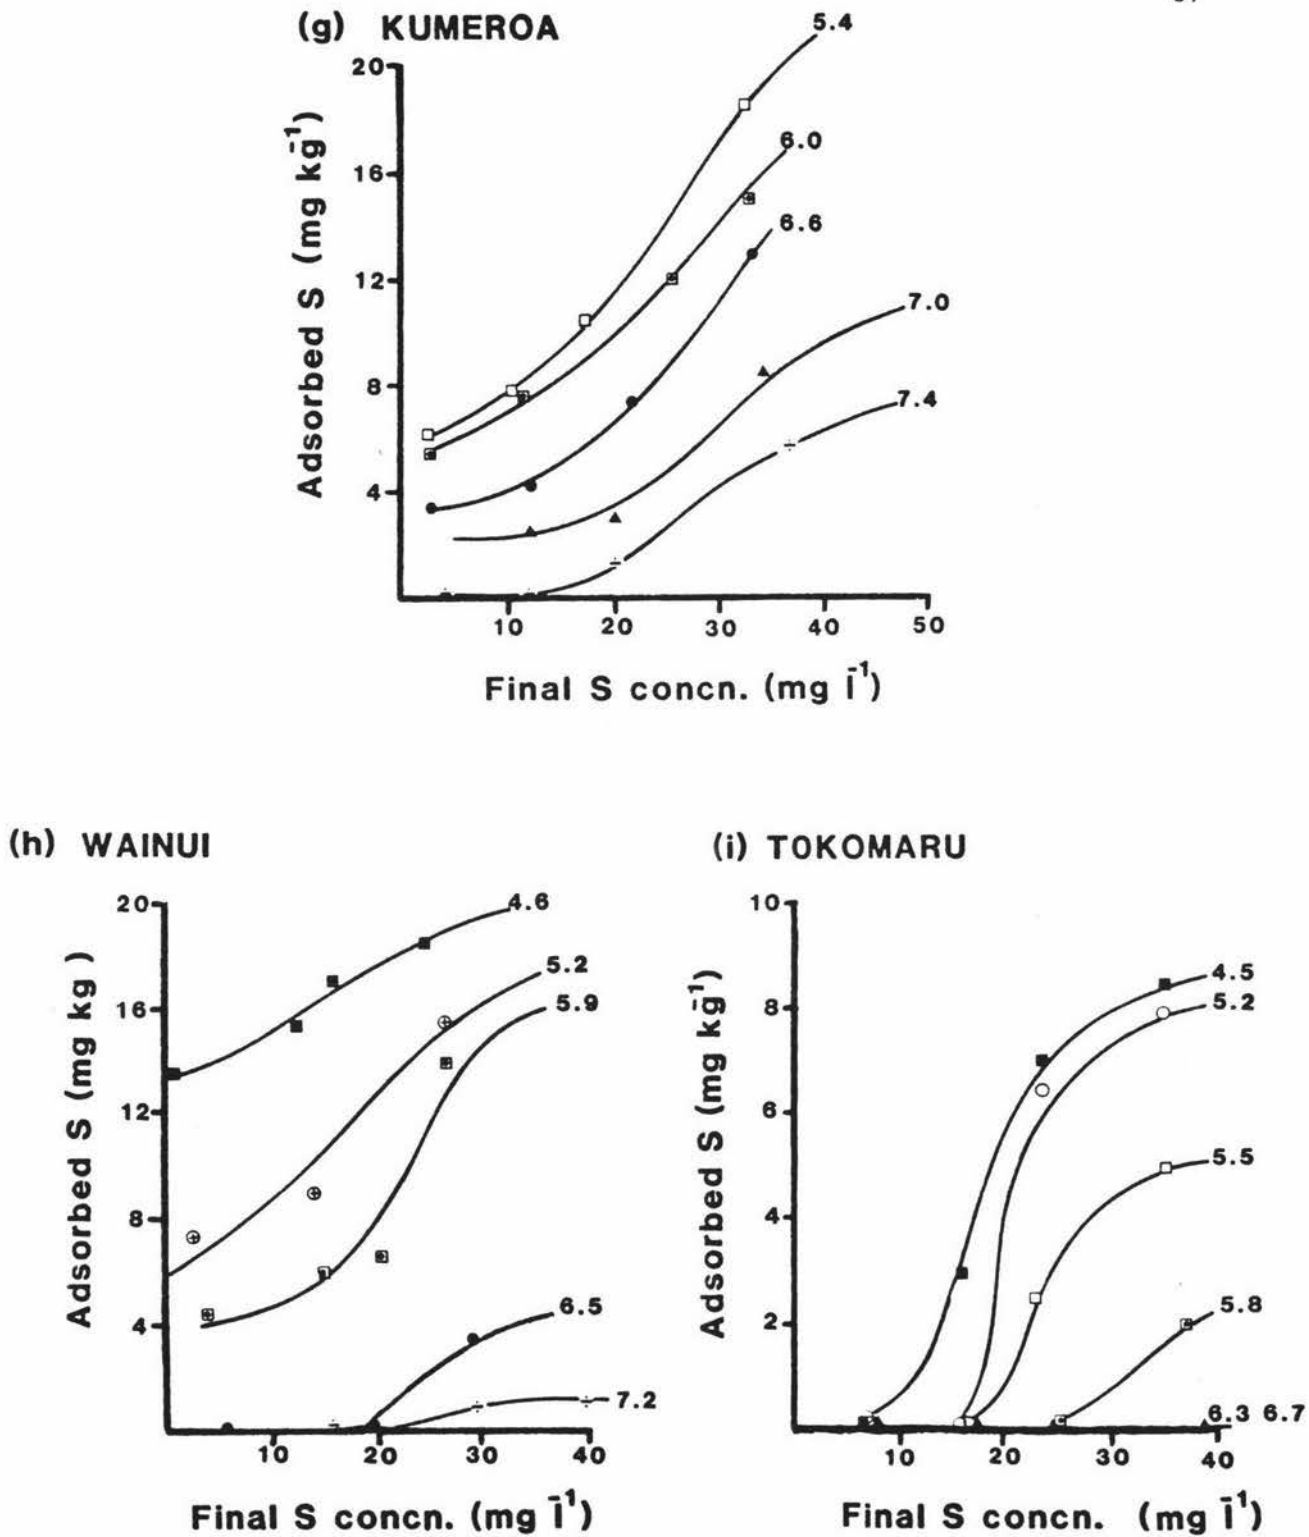 (g) KUMEROA
5.4
20
6.0
16
6.6
12
7.0
8
7.4
4
10 20 30 40 50
Adsorbed S (mg kg⁻¹)
Final S concn. (mg l⁻¹)
(h) WAINUI
20
4.6
5.2
16
5.9
12
8
4
6.5
7.2
10 20 30 40
Adsorbed S (mg kg )
Final S concn. (mg l⁻¹)
(i) TOKOMARU
10
4.5
8
5.2
6
5.5
4
5.8
2
6.3 6.7
10 20 30 40
Adsorbed S (mg kg⁻¹)
Final S concn. (mg l⁻¹)